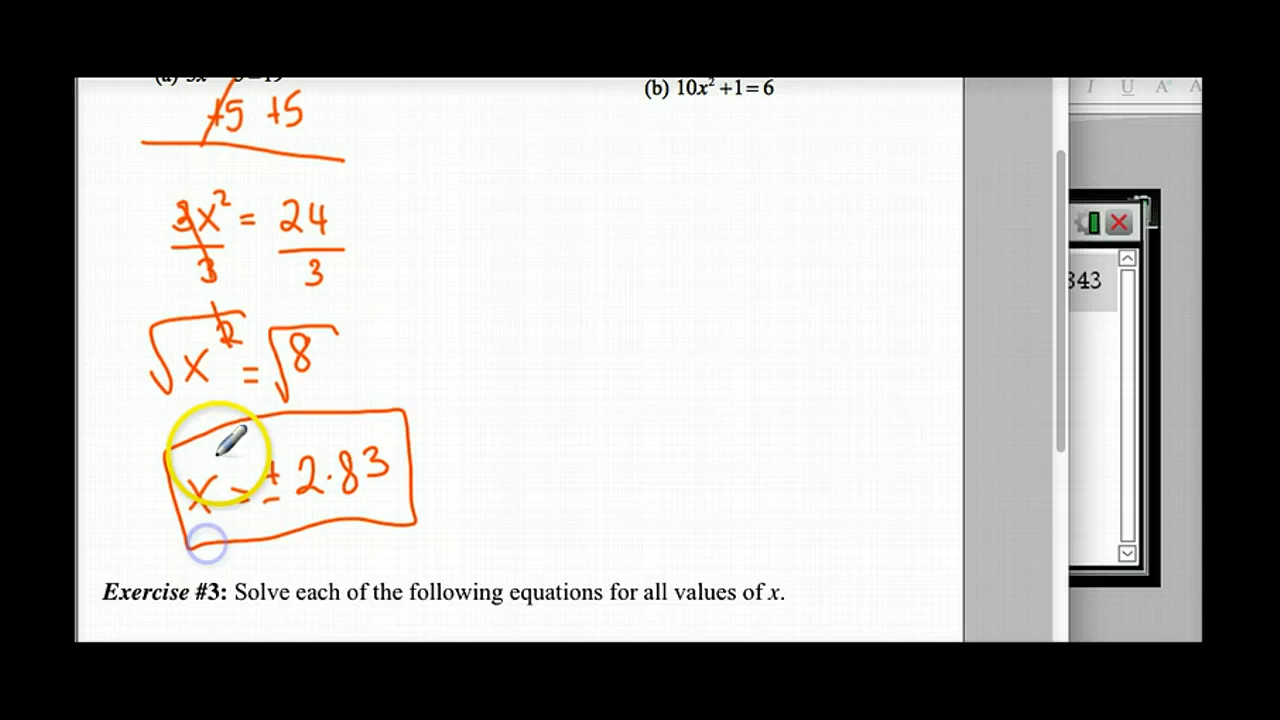 (b) 10x² +1 = 6
+5 +5
3x² = 24
3 3
√x² = √8
x = ± 2.83
Exercise #3: Solve each of the following equations for all values of x.
I U A A
843